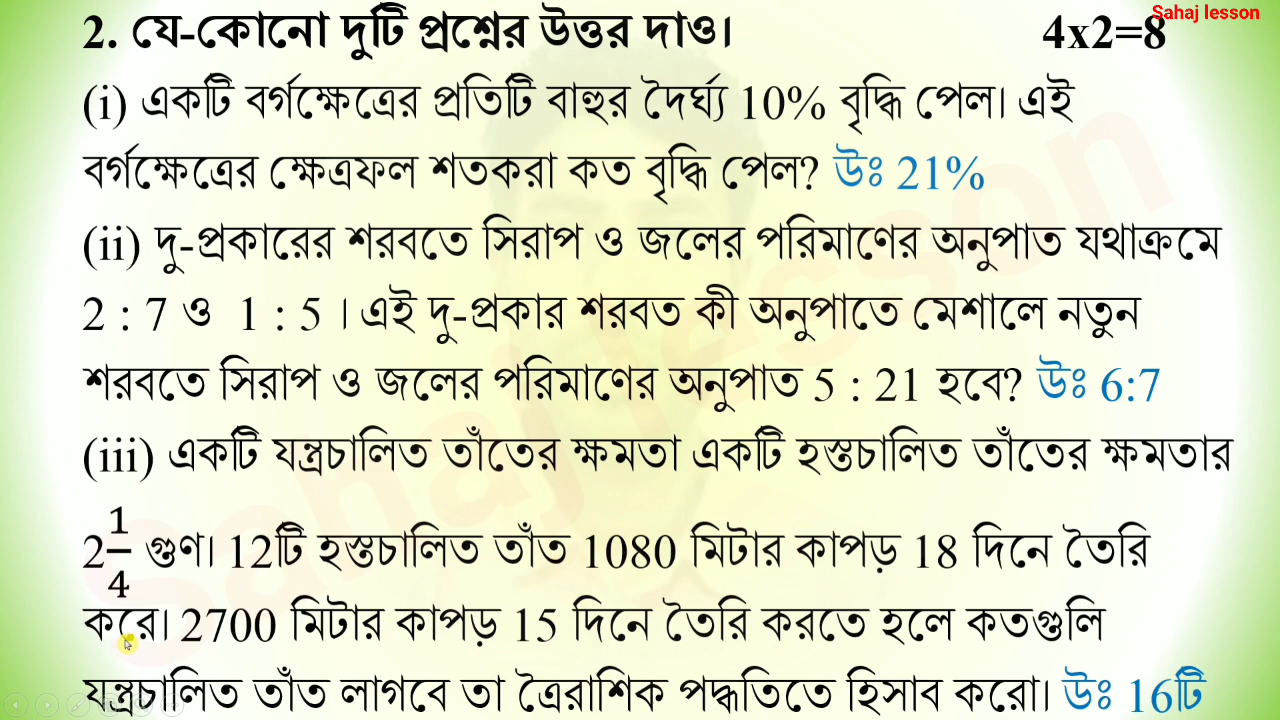 Sahaj lesson
2. যে-কোনো দুটি প্রশ্নের উত্তর দাও। 4x2=8
(i) একটি বর্গক্ষেত্রের প্রতিটি বাহুর দৈর্ঘ্য 10% বৃদ্ধি পেল। এই
বর্গক্ষেত্রের ক্ষেত্রফল শতকরা কত বৃদ্ধি পেল? উঃ 21%
(ii) দু-প্রকারের শরবতে সিরাপ ও জলের পরিমাণের অনুপাত যথাক্রমে
2 : 7 ও 1 : 5 । এই দু-প্রকার শরবত কী অনুপাতে মেশালে নতুন
শরবতে সিরাপ ও জলের পরিমাণের অনুপাত 5 : 21 হবে? উঃ 6:7
(iii) একটি যন্ত্রচালিত তাঁতের ক্ষমতা একটি হস্তচালিত তাঁতের ক্ষমতার
2 1/4 গুণ। 12টি হস্তচালিত তাঁত 1080 মিটার কাপড় 18 দিনে তৈরি
করে। 2700 মিটার কাপড় 15 দিনে তৈরি করতে হলে কতগুলি
যন্ত্রচালিত তাঁত লাগবে তা ত্রৈরাশিক পদ্ধতিতে হিসাব করো। উঃ 16টি
Sahaj lesson